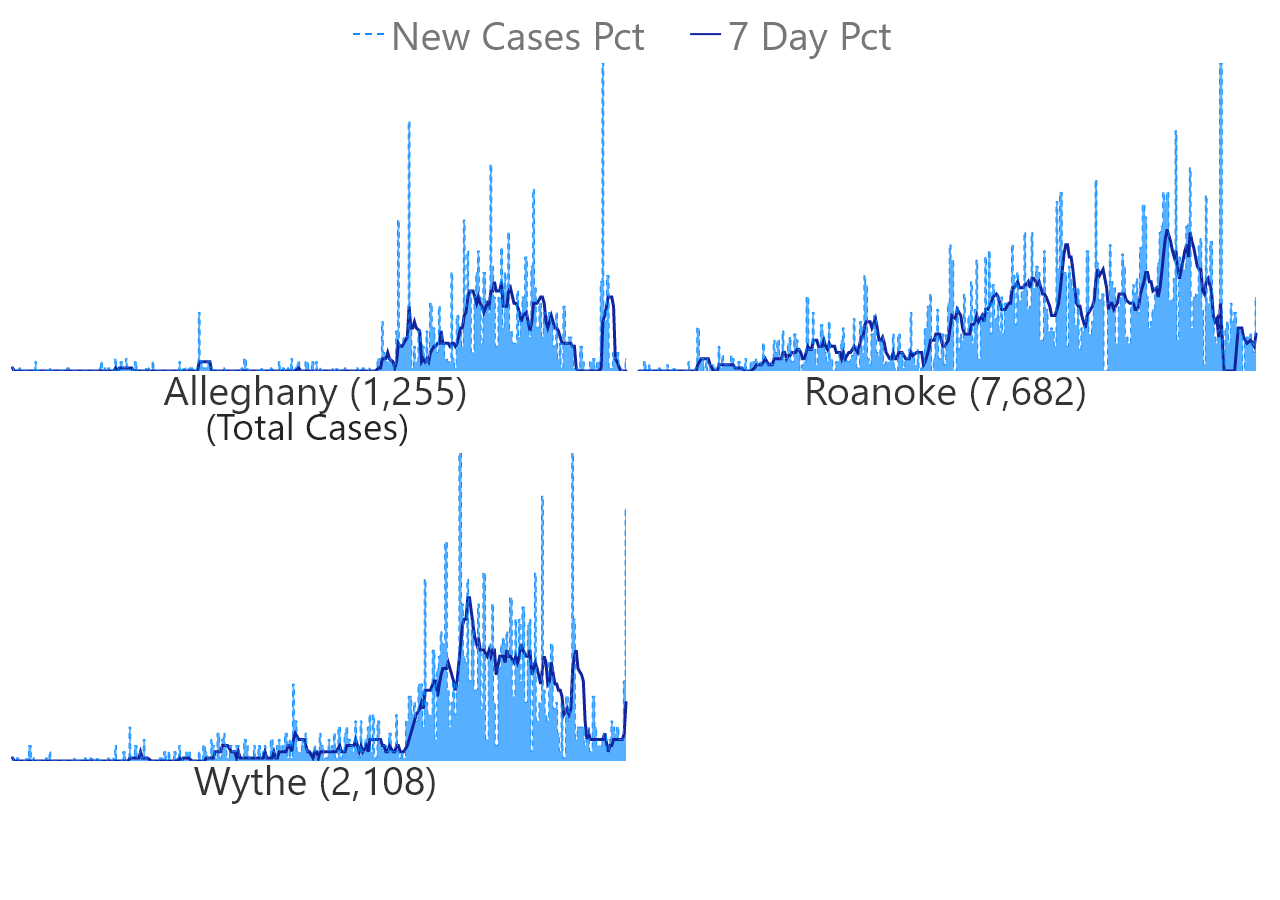 New Cases Pct 7 Day Pct
Alleghany (1,255)
(Total Cases)
Roanoke (7,682)
Wythe (2,108)